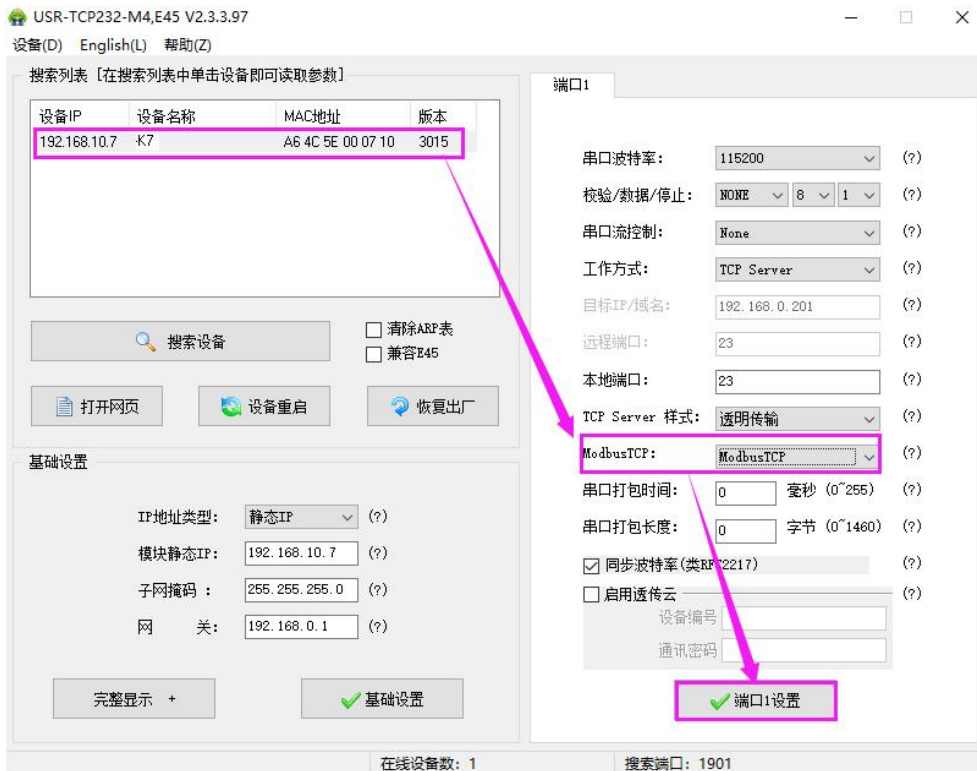 USR-TCP232-M4,E45 V2.3.3.97
设备(D) English(L) 帮助(Z)
搜索列表 [在搜索列表中单击设备即可读取参数]
设备IP 设备名称 MAC地址 版本
192.168.10.7 -K7 A6 4C 5E 00 07 10 3015
搜索设备
清除ARP表
兼容E45
打开网页 设备重启 恢复出厂
基础设置
IP地址类型: 静态IP (?)
模块静态IP: 192.168.10.7 (?)
子网掩码 : 255.255.255.0 (?)
网 关: 192.168.0.1 (?)
完整显示 + 基础设置
端口1
串口波特率: 115200 (?)
校验/数据/停止: NONE 8 1 (?)
串口流控制: None (?)
工作方式: TCP Server (?)
目标IP/域名: 192.168.0.201 (?)
远程端口: 23 (?)
本地端口: 23 (?)
TCP Server 样式: 透明传输 (?)
ModbusTCP: ModbusTCP (?)
串口打包时间: 0 毫秒 (0~255) (?)
串口打包长度: 0 字节 (0~1460) (?)
同步波特率(类RFC2217) (?)
启用透传云 (?)
设备编号
通讯密码
端口1设置
在线设备数: 1 搜索端口: 1901